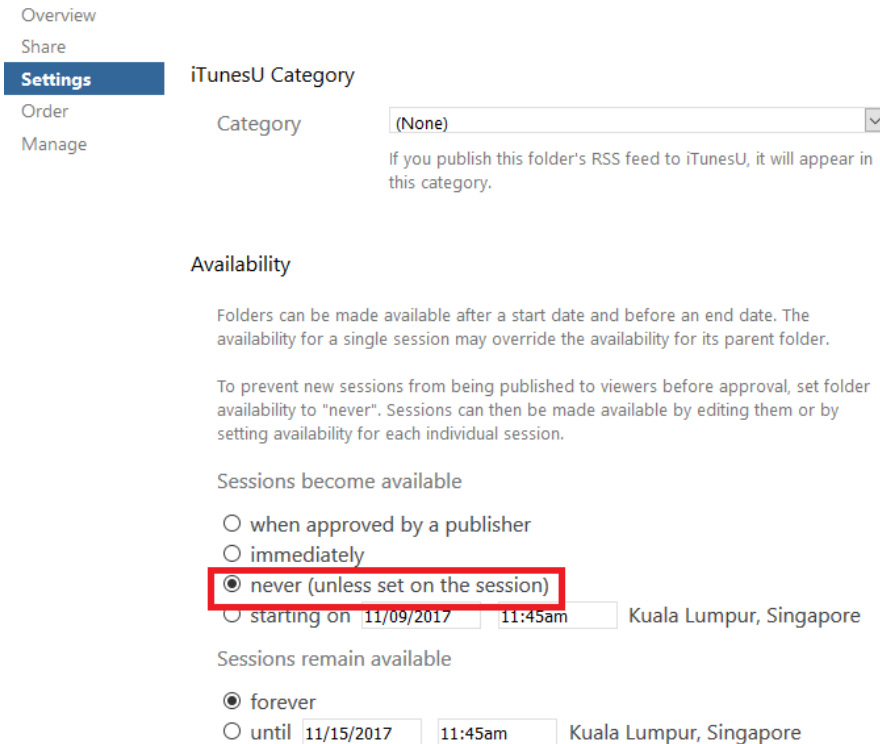 Overview
Share
Settings
Order
Manage
iTunesU Category
Category
(None)
If you publish this folder's RSS feed to iTunesU, it will appear in
this category.
Availability
Folders can be made available after a start date and before an end date. The
availability for a single session may override the availability for its parent folder.
To prevent new sessions from being published to viewers before approval, set folder
availability to "never". Sessions can then be made available by editing them or by
setting availability for each individual session.
Sessions become available
when approved by a publisher
immediately
never (unless set on the session)
starting on 11/09/2017 11:45am Kuala Lumpur, Singapore
Sessions remain available
forever
until 11/15/2017 11:45am Kuala Lumpur, Singapore